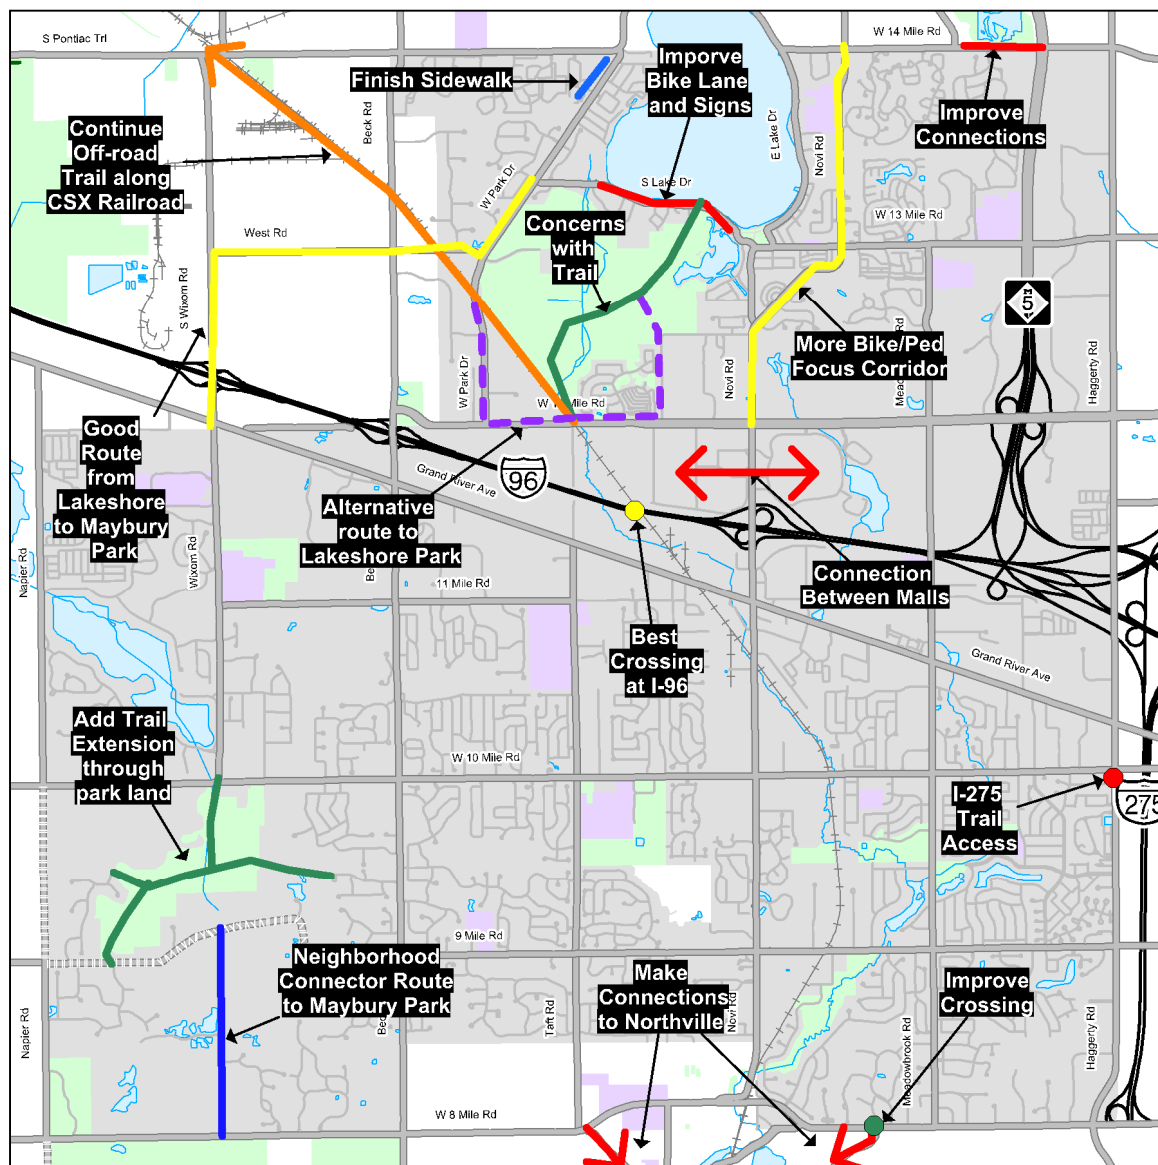 S Pontiac Trl
W 14 Mile Rd
Finish Sidewalk
Imporve
Bike Lane
and Signs
Improve
Connections
Continue
Off-road
Trail along
CSX Railroad
Beck Rd
E Lake Dr
Novi Rd
W Park Dr
S Lake Dr
W 13 Mile Rd
Concerns
with
Trail
West Rd
S Wixom Rd
M
5
More Bike/Ped
Focus Corridor
W Park Dr
Novi Rd
Haggerty Rd
Mile Rd
Good
Route
from
Lakeshore
to Maybury
Park
Grand River Ave
96
Alternative
route to
Lakeshore Park
Napier Rd
Wixom Rd
11 Mile Rd
Connection
Between Malls
Best
Crossing
at I-96
Grand River Ave
Add Trail
Extension
through
park land
W 10 Mile Rd
I-275
Trail
Access
275
9 Mile Rd
Neighborhood
Connector Route
to Maybury Park
Make
Connections
to Northville
Improve
Crossing
Napier Rd
Taft Rd
Novi Rd
Meadowbrook Rd
Haggerty Rd
W 8 Mile Rd